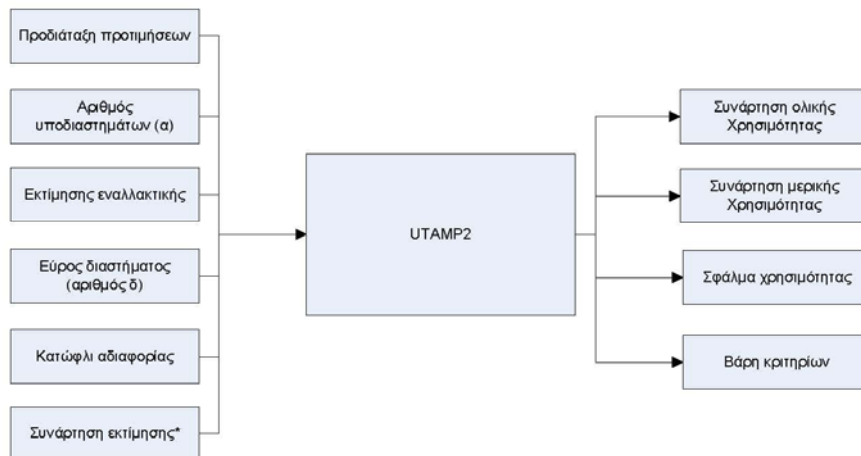 Προδιάταξη προτιμήσεων
Αριθμός
υποδιαστημάτων (α)
Εκτίμησης εναλλακτικής
Εύρος διαστήματος
(αριθμός δ)
Κατώφλι αδιαφορίας
Συνάρτηση εκτίμησης*
UTAMP2
Συνάρτηση ολικής
Χρησιμότητας
Συνάρτηση μερικής
Χρησιμότητας
Σφάλμα χρησιμότητας
Βάρη κριτηρίων